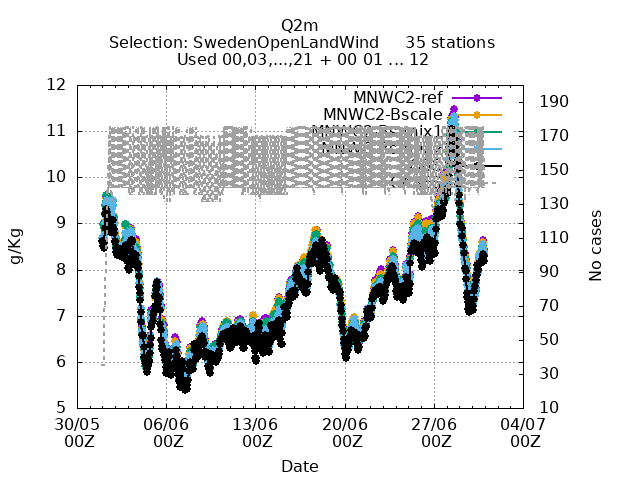 Q2m
Selection: SwedenOpenLandWind 35 stations
Used 00,03,...,21 + 00 01 ... 12
12
11
10
9
8
7
6
5
g/Kg
MNWC2-ref
MNWC2-Bscale
190
170
150
130
110
90
70
50
30
10
No cases
30/05 06/06 13/06 20/06 27/06 04/07
00Z 00Z 00Z 00Z 00Z 00Z
Date